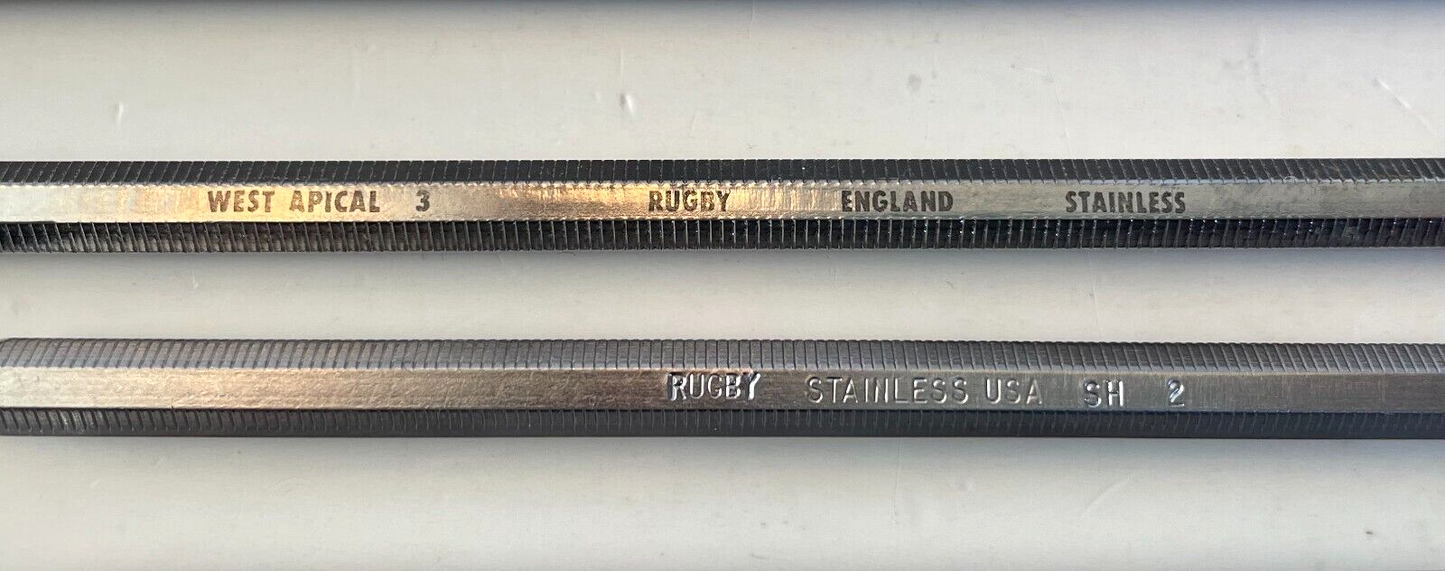 WEST APICAL 3 RUGBY ENGLAND STAINLESS
RUGBY STAINLESS USA SH 2